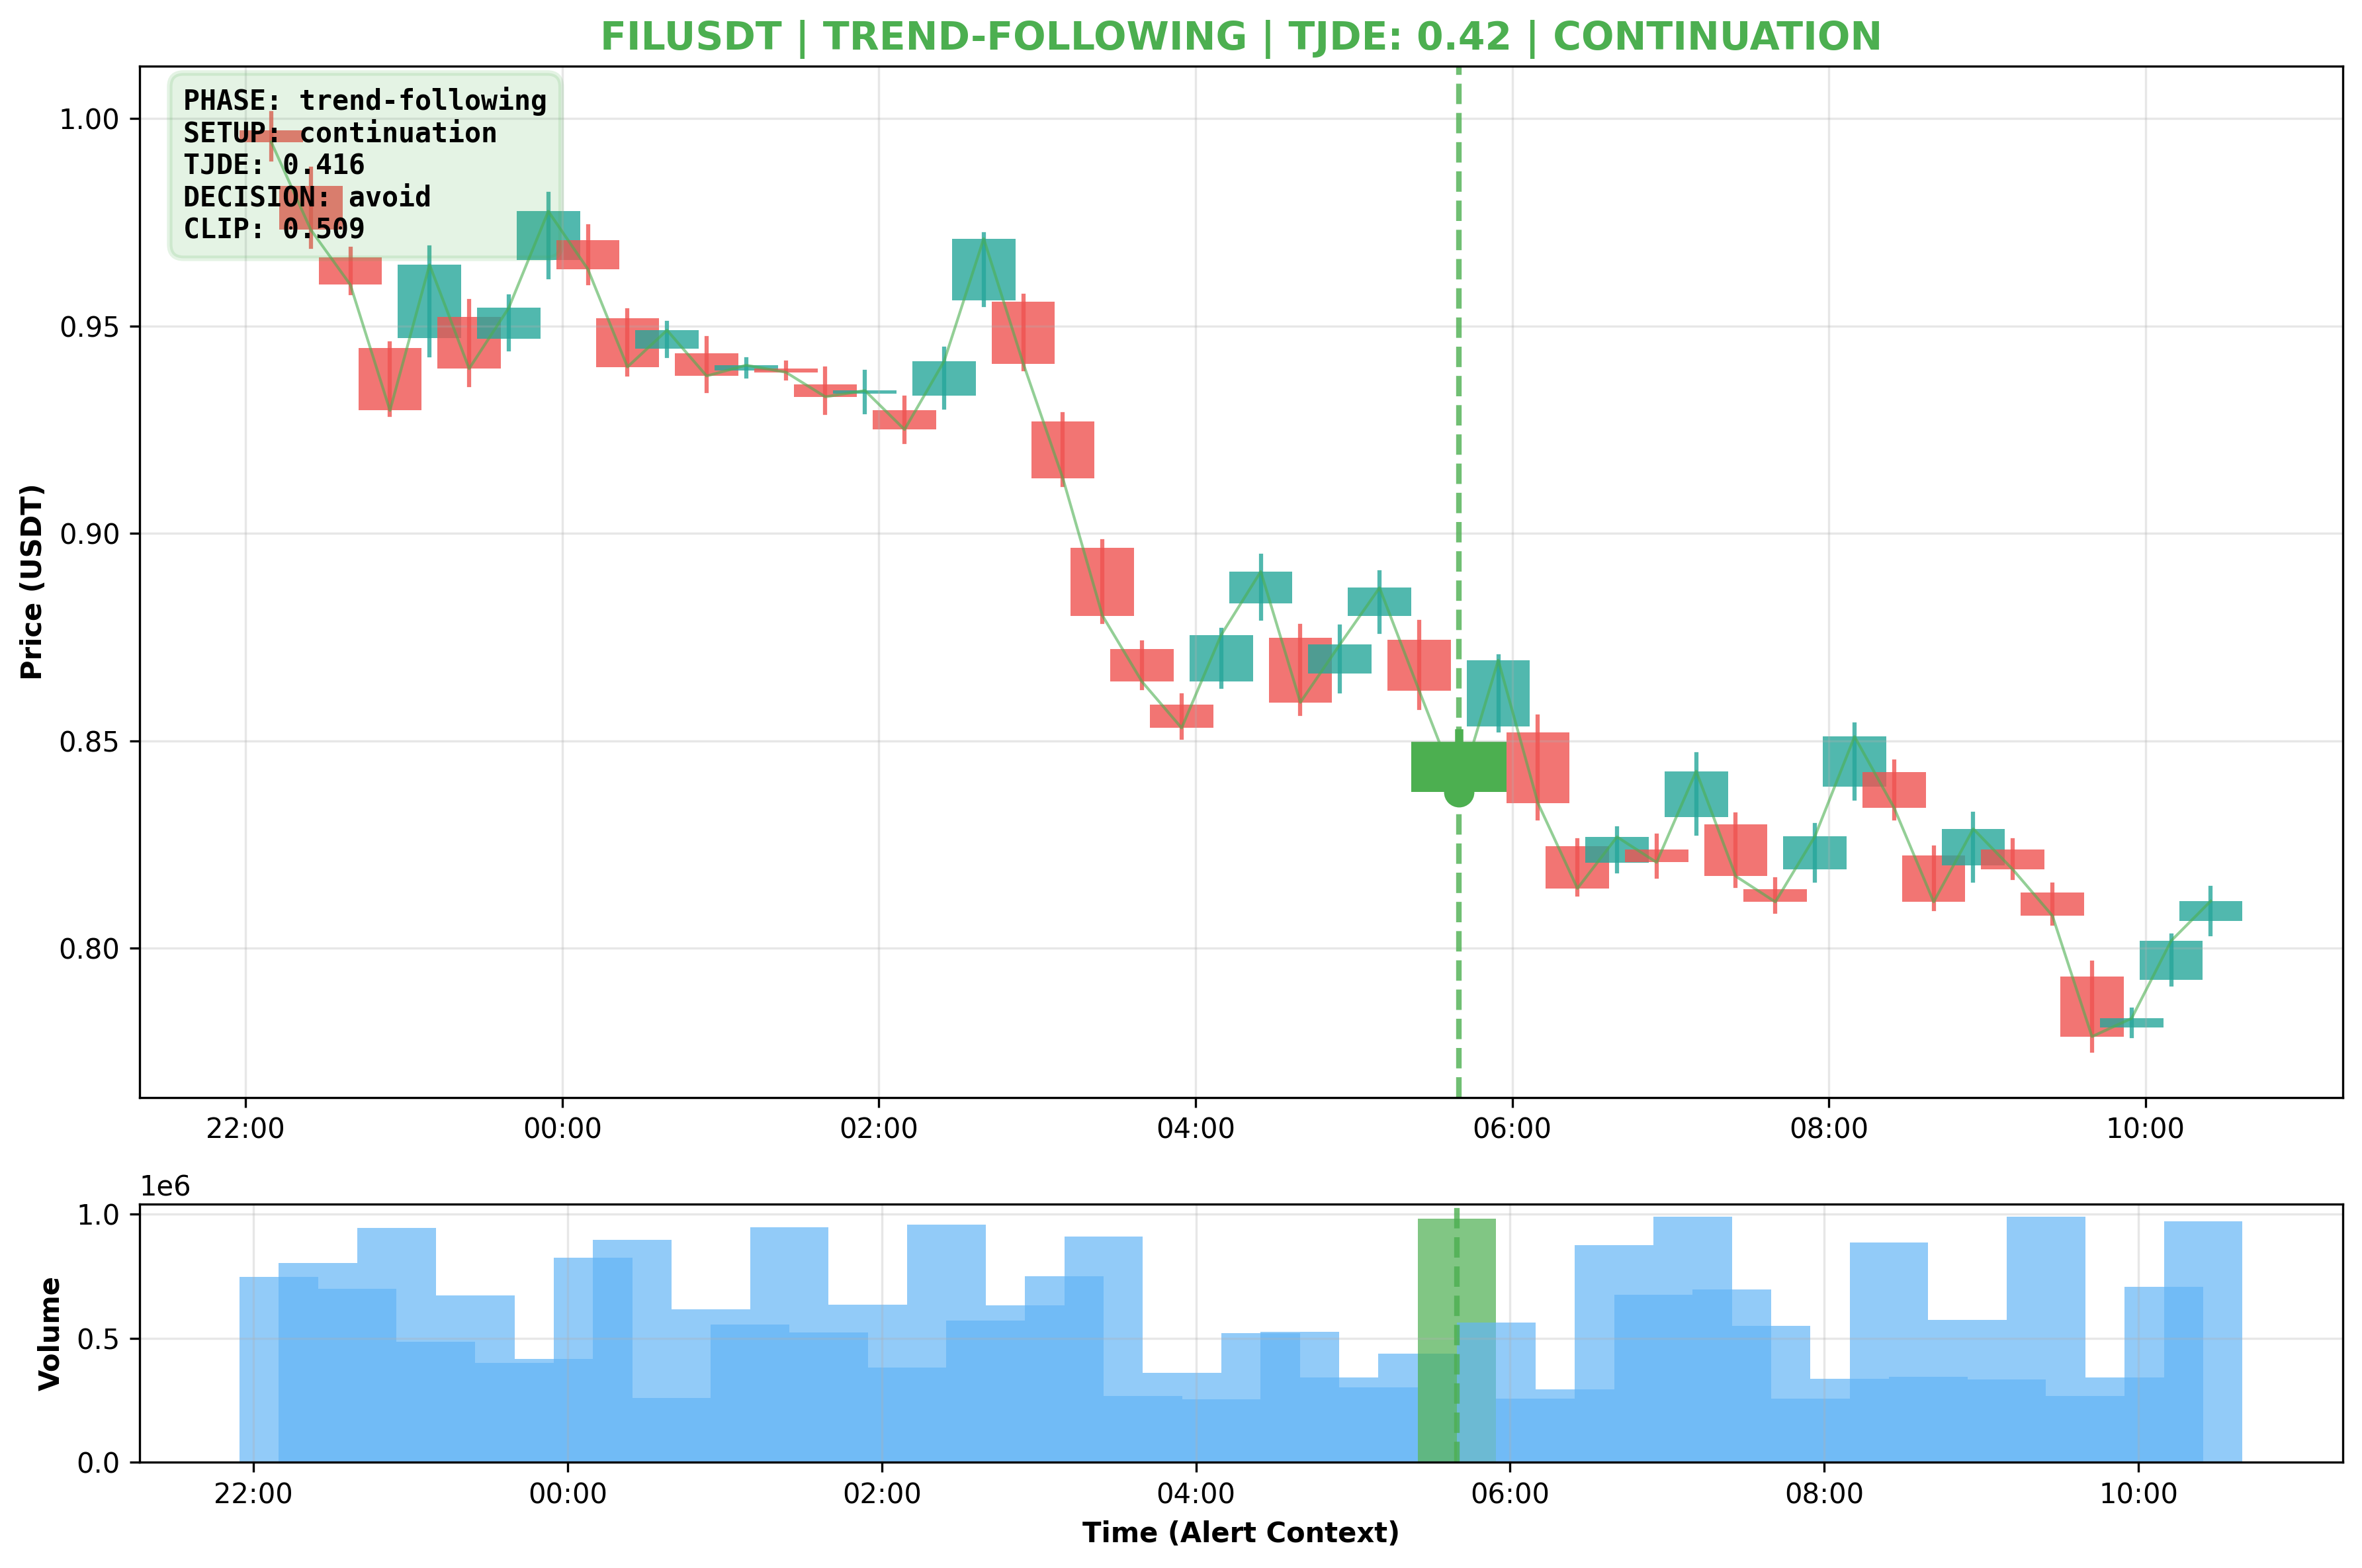 FILUSDT | TREND-FOLLOWING | TJDE: 0.42 | CONTINUATION
PHASE: trend-following
SETUP: continuation
TJDE: 0.416
DECISION: avoid
CLIP: 0.509
Price (USDT)
1.00
0.95
0.90
0.85
0.80
22:00 00:00 02:00 04:00 06:00 08:00 10:00
1e6
Volume
1.0
0.5
0.0
22:00 00:00 02:00 04:00 06:00 08:00 10:00
Time (Alert Context)